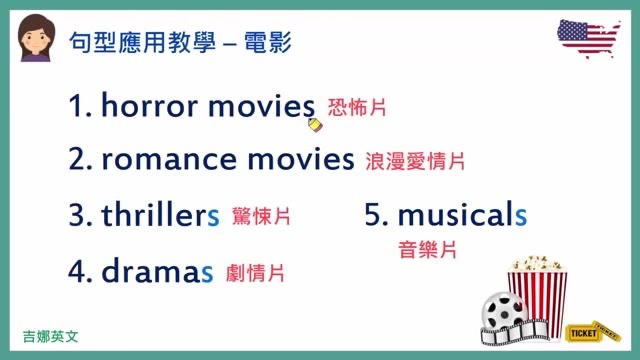 句型應用教學 – 電影
1. horror movies 恐怖片
2. romance movies 浪漫愛情片
3. thrillers 驚悚片
4. dramas 劇情片
5. musicals
音樂片
TICKET
TICKET
吉娜英文